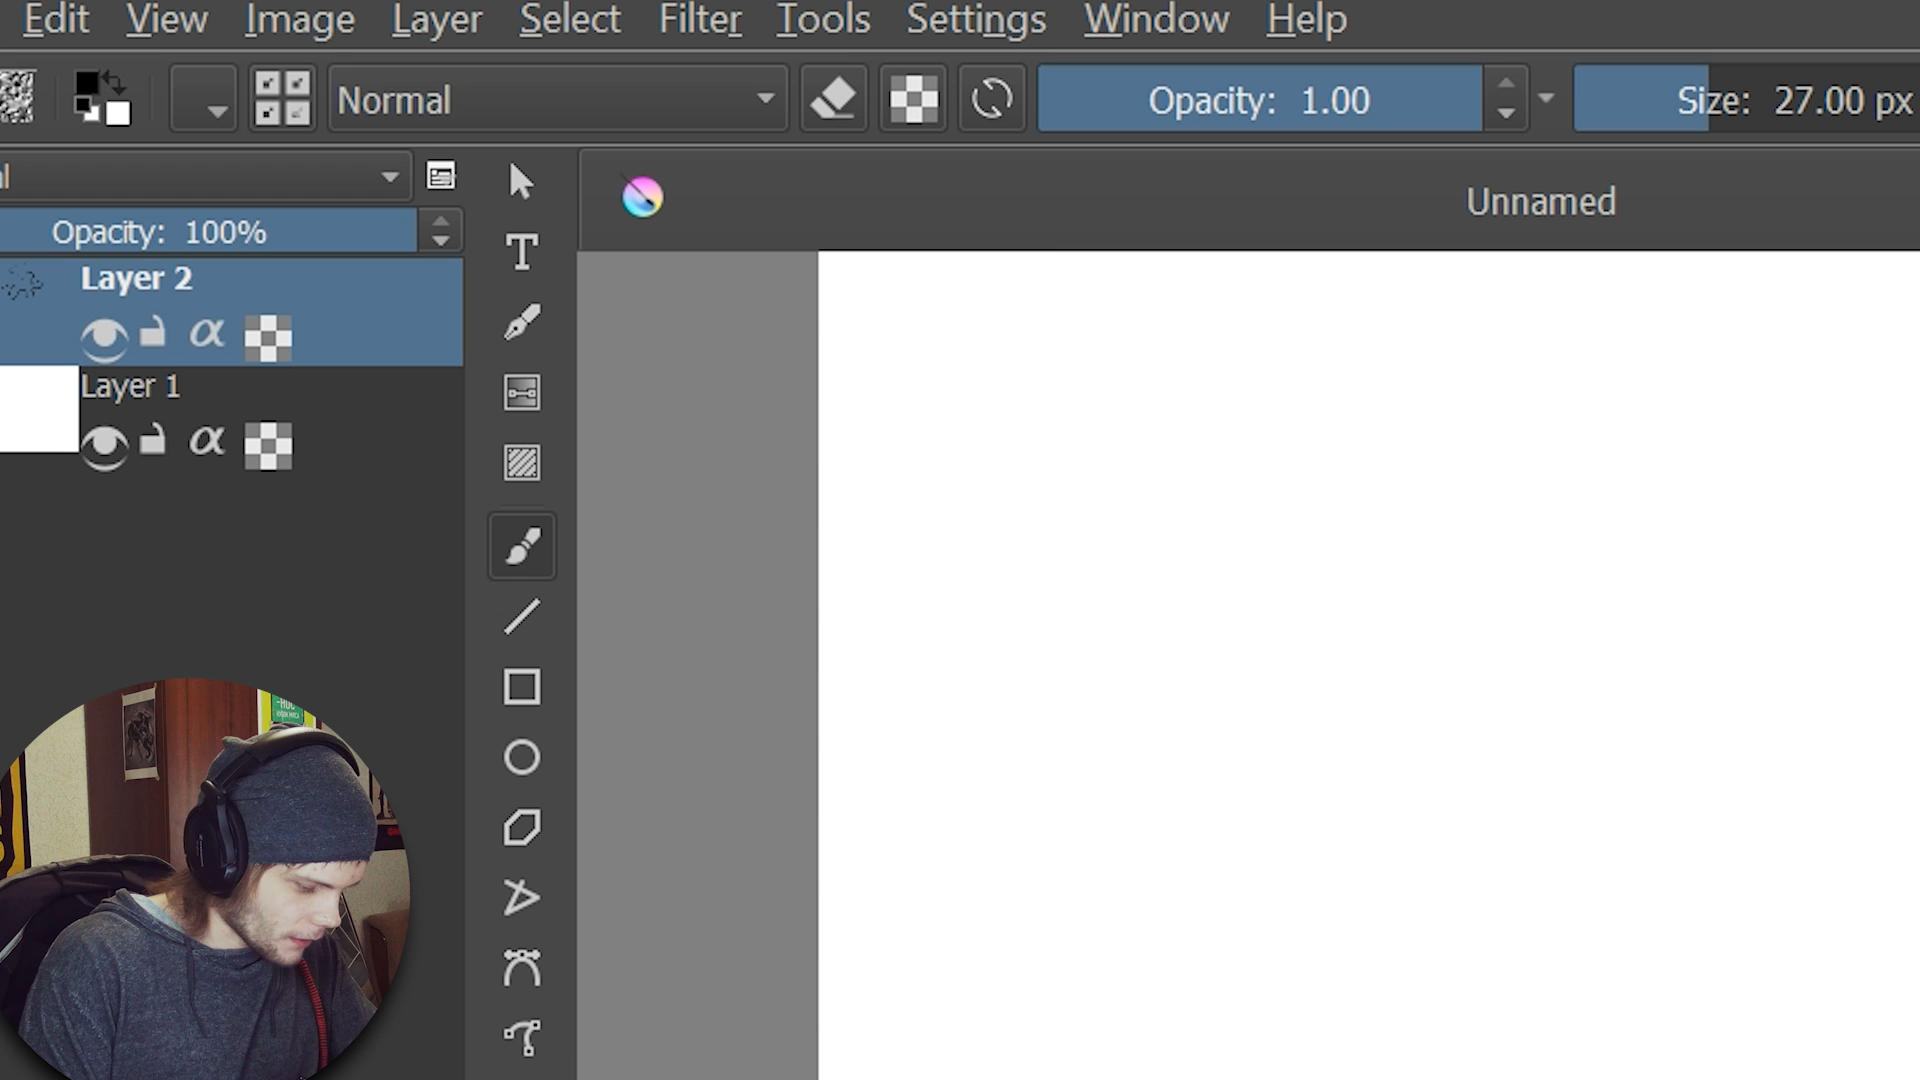 Edit View Image Layer Select Filter Tools Settings Window Help
Normal Opacity: 1.00 Size: 27.00 px
Unnamed
Opacity: 100%
Layer 2
α
Layer 1
α